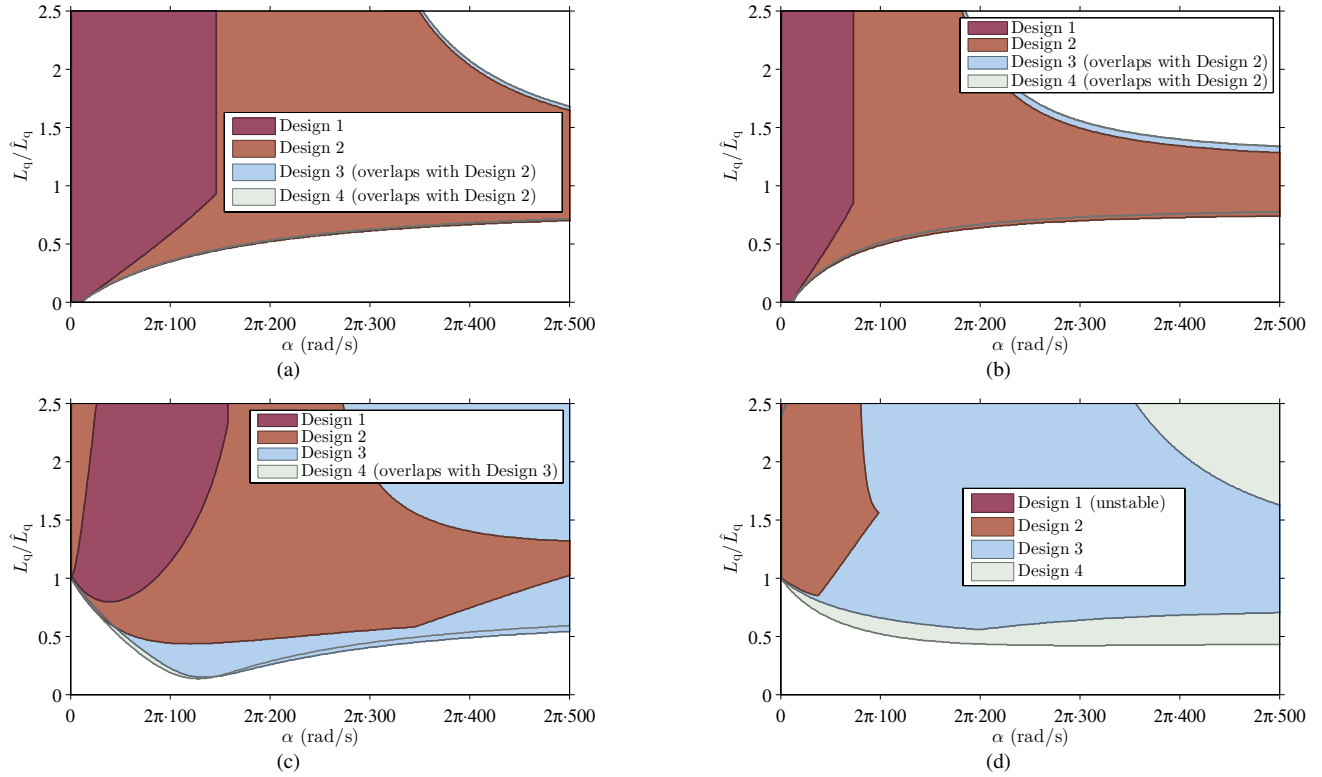 2.5
2
1.5
1
0.5
0
L_q/L̂_q
Design 1
Design 2
Design 3 (overlaps with Design 2)
Design 4 (overlaps with Design 2)
0
2π·100
2π·200
2π·300
2π·400
2π·500
α (rad/s)
(a)
2.5
2
1.5
1
0.5
0
L_q/L̂_q
Design 1
Design 2
Design 3 (overlaps with Design 2)
Design 4 (overlaps with Design 2)
0
2π·100
2π·200
2π·300
2π·400
2π·500
α (rad/s)
(b)
2.5
2
1.5
1
0.5
0
L_q/L̂_q
Design 1
Design 2
Design 3
Design 4 (overlaps with Design 3)
0
2π·100
2π·200
2π·300
2π·400
2π·500
α (rad/s)
(c)
2.5
2
1.5
1
0.5
0
L_q/L̂_q
Design 1 (unstable)
Design 2
Design 3
Design 4
0
2π·100
2π·200
2π·300
2π·400
2π·500
α (rad/s)
(d)